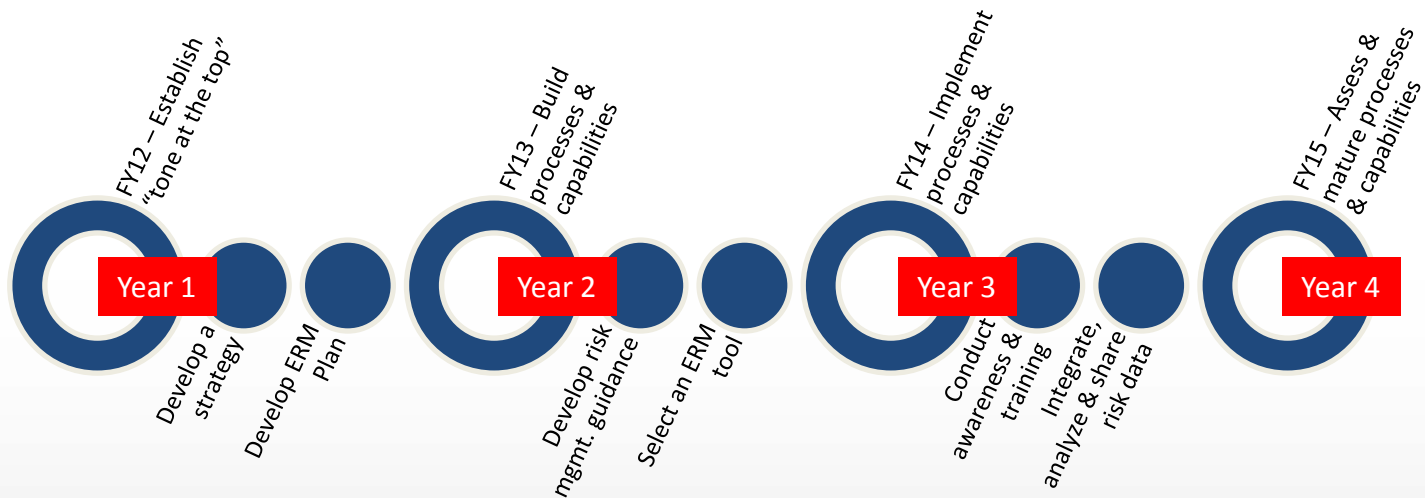 FY12 – Establish
“tone at the top”
Year 1
Develop a
strategy
Develop ERM
Plan
FY13 – Build
processes &
capabilities
Year 2
Develop risk
mgmt. guidance
Select an ERM
tool
FY14 – Implement
processes &
capabilities
Year 3
Conduct
awareness &
training
Integrate,
analyze & share
risk data
FY15 – Assess &
mature processes
& capabilities
Year 4